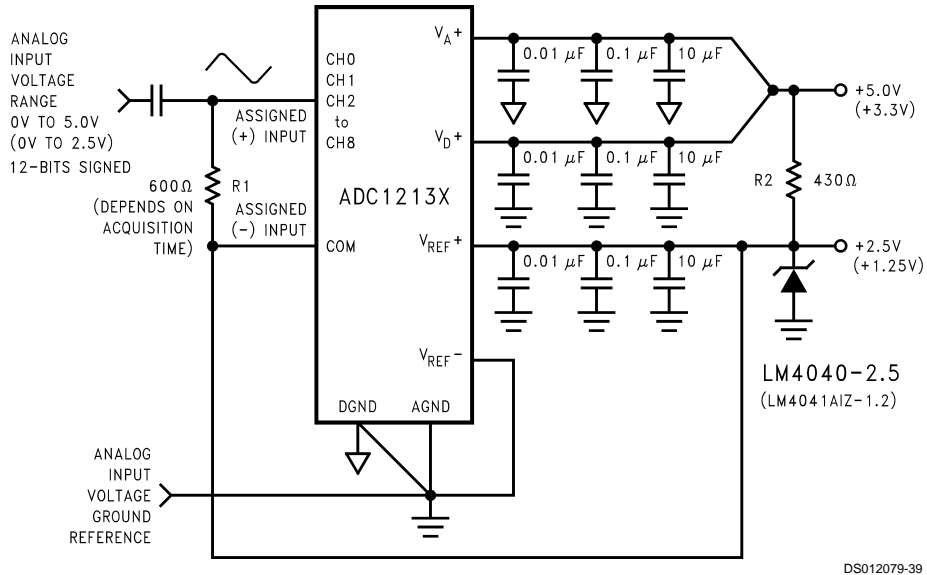 ANALOG
INPUT
VOLTAGE
RANGE
0V TO 5.0V
(0V TO 2.5V)
12-BITS SIGNED
600Ω
(DEPENDS ON
ACQUISITION
TIME)
R1
ASSIGNED
(+) INPUT
ASSIGNED
(-) INPUT
CH0
CH1
CH2
to
CH8
COM
ADC1213X
VA+
VD+
VREF+
VREF-
DGND
AGND
0.01 µF
0.1 µF
10 µF
0.01 µF
0.1 µF
10 µF
0.01 µF
0.1 µF
10 µF
+5.0V
(+3.3V)
R2
430Ω
+2.5V
(+1.25V)
LM4040-2.5
(LM4041AIZ-1.2)
ANALOG
INPUT
VOLTAGE
GROUND
REFERENCE
DS012079-39